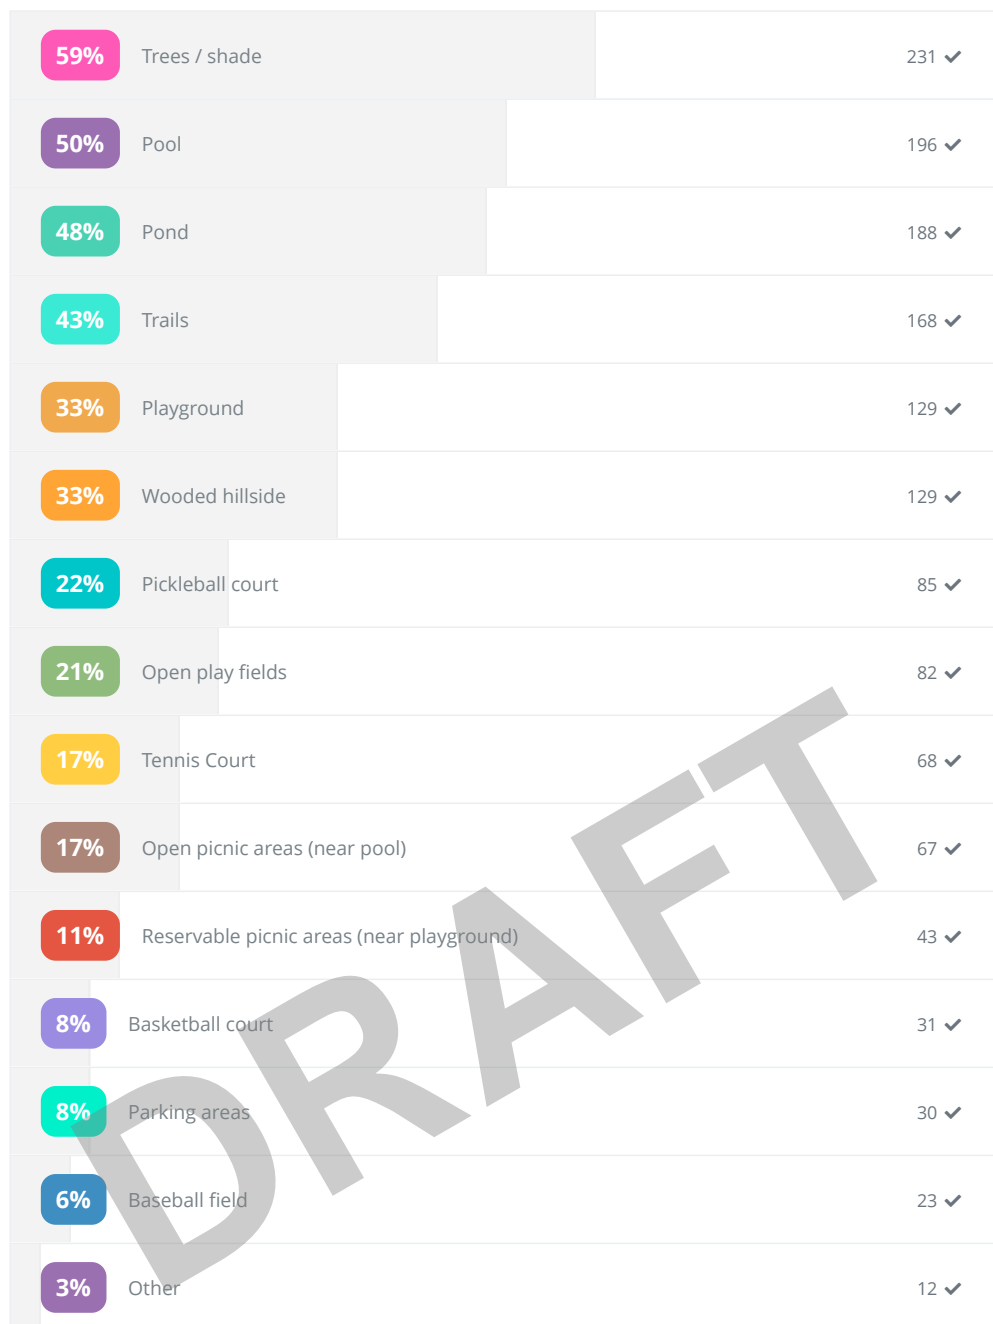 59% Trees / shade 231
50% Pool 196
48% Pond 188
43% Trails 168
33% Playground 129
33% Wooded hillside 129
22% Pickleball court 85
21% Open play fields 82
17% Tennis Court 68
17% Open picnic areas (near pool) 67
11% Reservable picnic areas (near playground) 43
8% Basketball court 31
8% Parking areas 30
6% Baseball field 23
3% Other 12
DRAFT